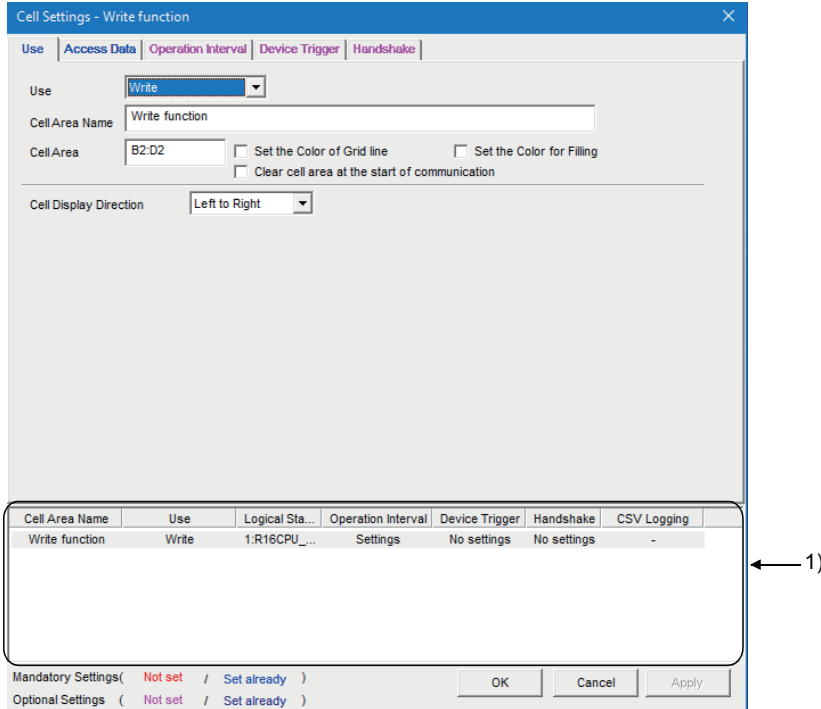 Cell Settings - Write function
Use Access Data Operation Interval Device Trigger Handshake
Use Write
Cell Area Name Write function
Cell Area B2:D2 Set the Color of Grid line Set the Color for Filling
Clear cell area at the start of communication
Cell Display Direction Left to Right
Cell Area Name Use Logical Sta... Operation Interval Device Trigger Handshake CSV Logging
Write function Write 1:R16CPU_... Settings No settings No settings -
1)
Mandatory Settings( Not set / Set already )
OK Cancel Apply
Optional Settings ( Not set / Set already )